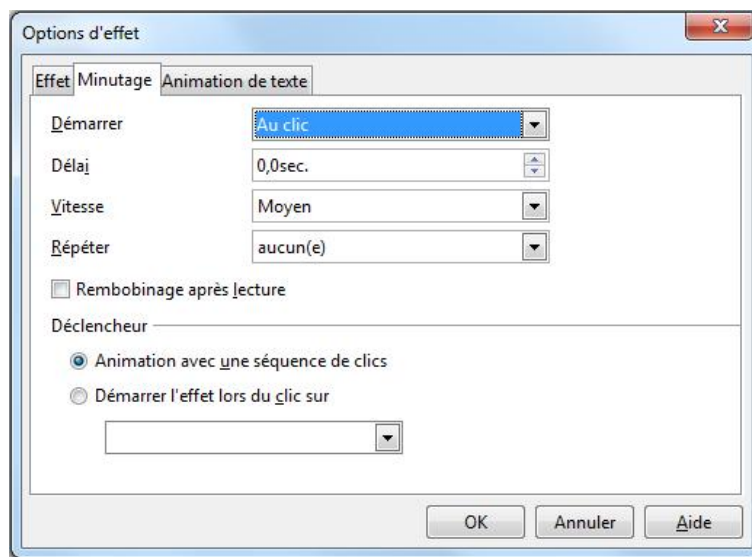 Options d'effet
Effet Minutage Animation de texte
Démarrer Au clic
Délai 0,0sec.
Vitesse Moyen
Répéter aucun(e)
Rembobinage après lecture
Déclencheur
Animation avec une séquence de clics
Démarrer l'effet lors du clic sur
OK Annuler Aide